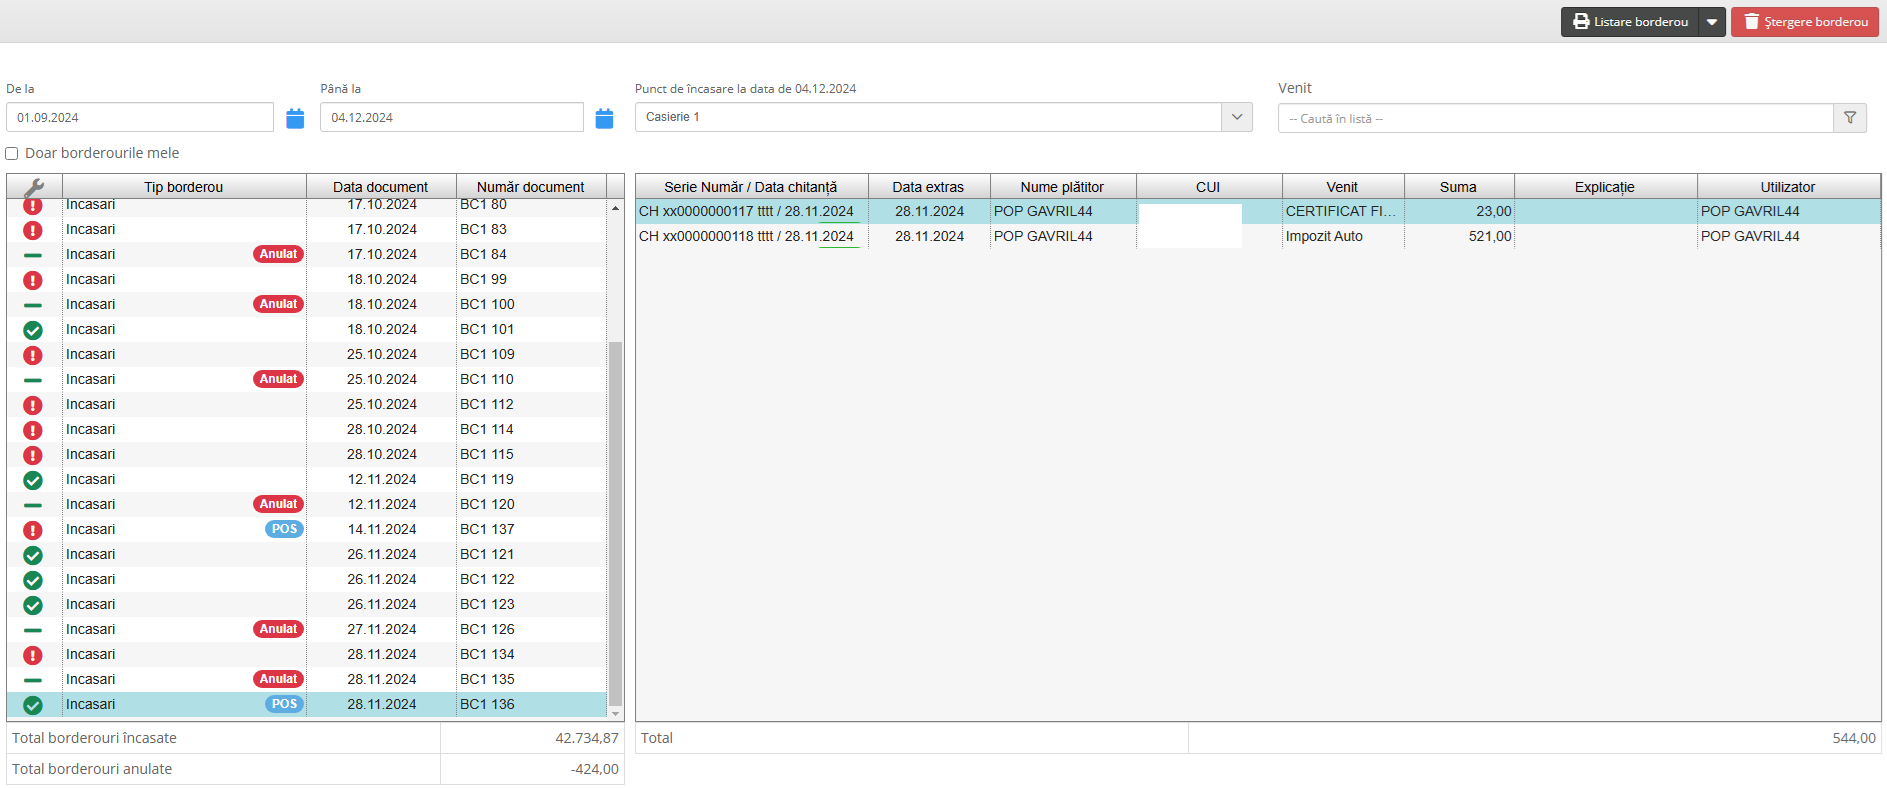 Listare borderou
Ștergere borderou
De la
Până la
Punct de încasare la data de 04.12.2024
Venit
01.09.2024
04.12.2024
Casierie 1
-- Caută în listă --
Doar borderourile mele
Tip borderou Data document Număr document
Incasari 17.10.2024 BC1 80
Incasari 17.10.2024 BC1 83
Incasari Anulat 17.10.2024 BC1 84
Incasari 18.10.2024 BC1 99
Incasari Anulat 18.10.2024 BC1 100
Incasari 18.10.2024 BC1 101
Incasari 25.10.2024 BC1 109
Incasari Anulat 25.10.2024 BC1 110
Incasari 25.10.2024 BC1 112
Incasari 28.10.2024 BC1 114
Incasari 28.10.2024 BC1 115
Incasari 12.11.2024 BC1 119
Incasari Anulat 12.11.2024 BC1 120
Incasari POS 14.11.2024 BC1 137
Incasari 26.11.2024 BC1 121
Incasari 26.11.2024 BC1 122
Incasari 26.11.2024 BC1 123
Incasari Anulat 27.11.2024 BC1 126
Incasari 28.11.2024 BC1 134
Incasari Anulat 28.11.2024 BC1 135
Incasari POS 28.11.2024 BC1 136
Total borderouri încasate 42.734,87
Total borderouri anulate -424,00
Serie Număr / Data chitanță Data extras Nume plătitor CUI Venit Suma Explicație Utilizator
CH xx0000000117 tttt / 28.11.2024 28.11.2024 POP GAVRIL44 CERTIFICAT FI... 23,00 POP GAVRIL44
CH xx0000000118 tttt / 28.11.2024 28.11.2024 POP GAVRIL44 Impozit Auto 521,00 POP GAVRIL44
Total 544,00